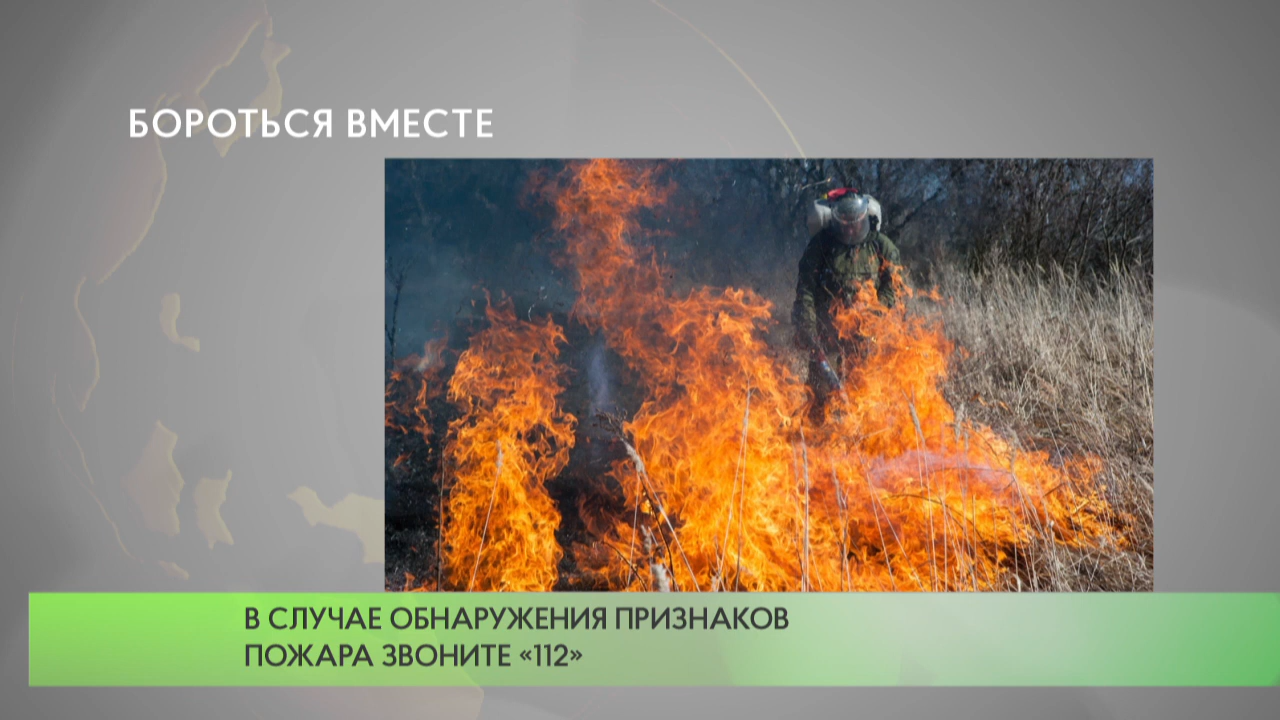 БОРОТЬСЯ ВМЕСТЕ
В СЛУЧАЕ ОБНАРУЖЕНИЯ ПРИЗНАКОВ
ПОЖАРА ЗВОНИТЕ «112»